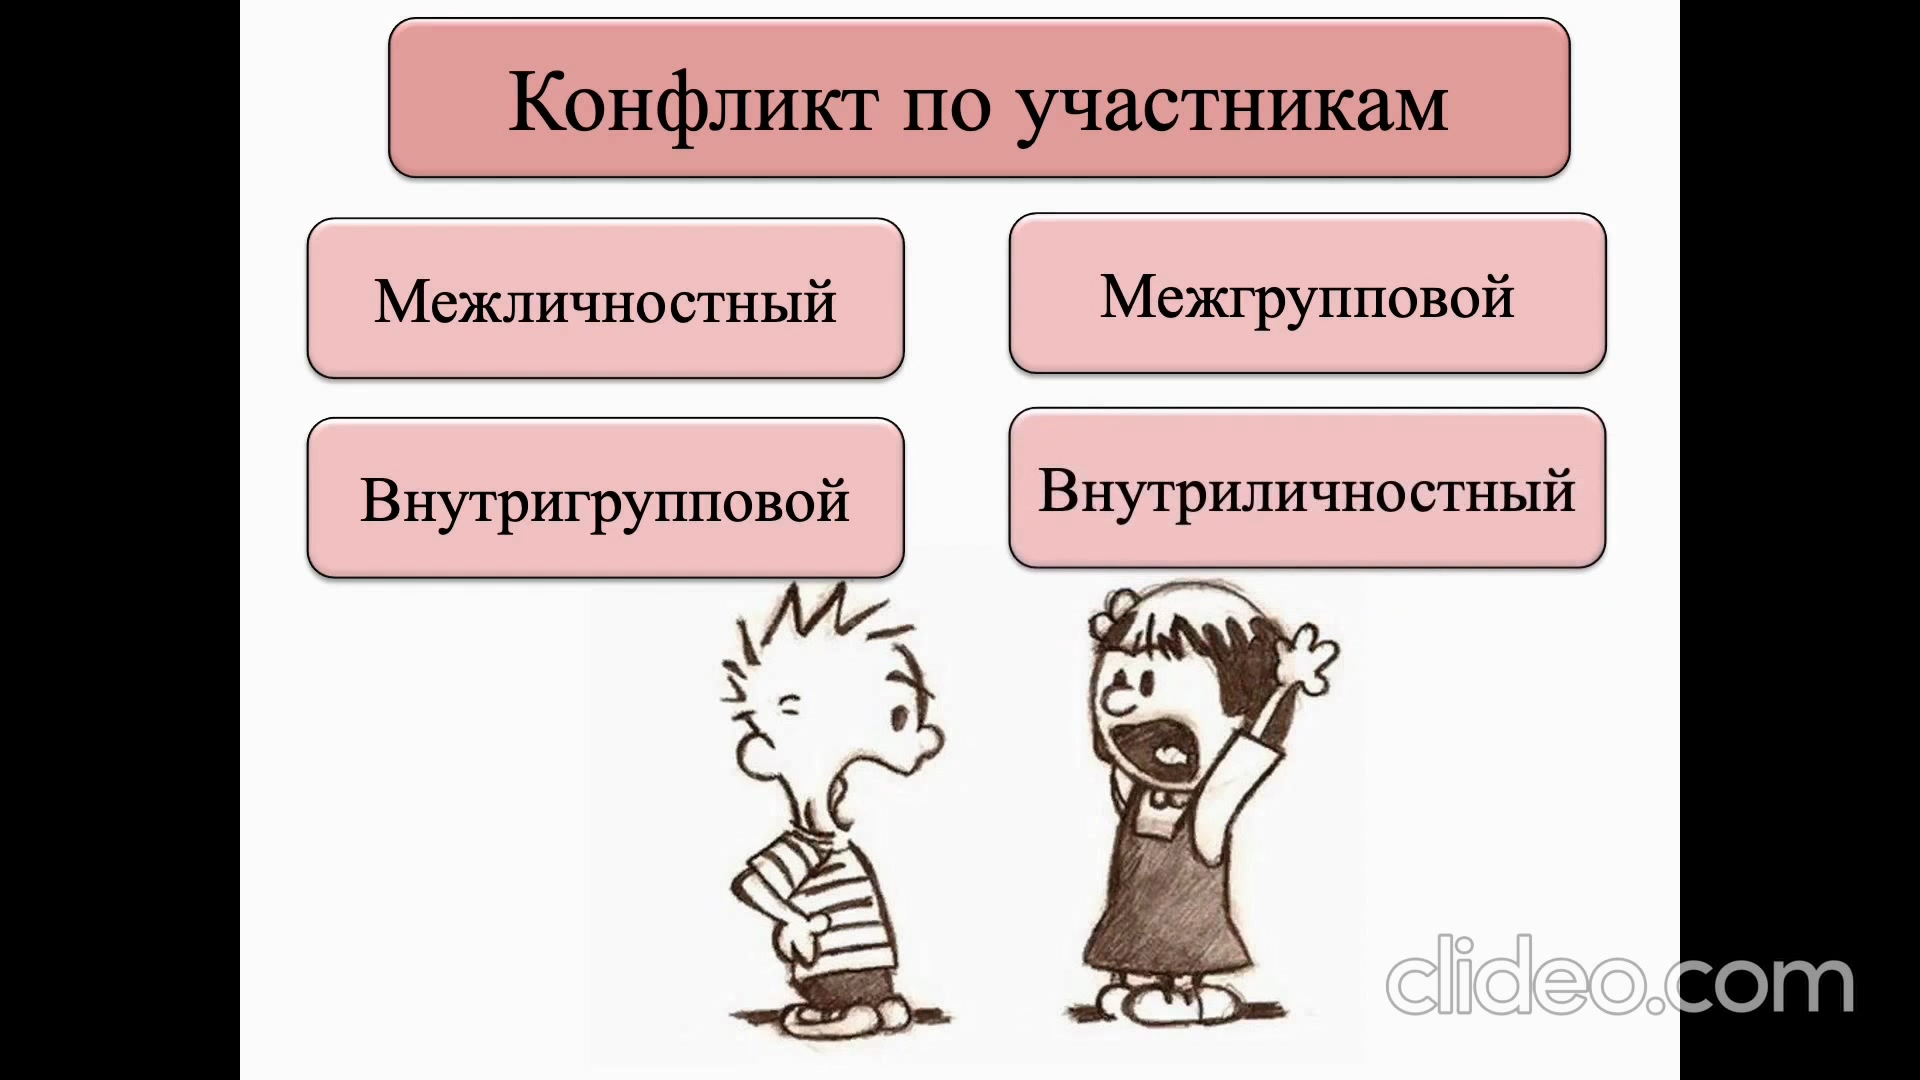 Конфликт по участникам
Межличностный
Межгрупповой
Внутригрупповой
Внутриличностный
clideo.com